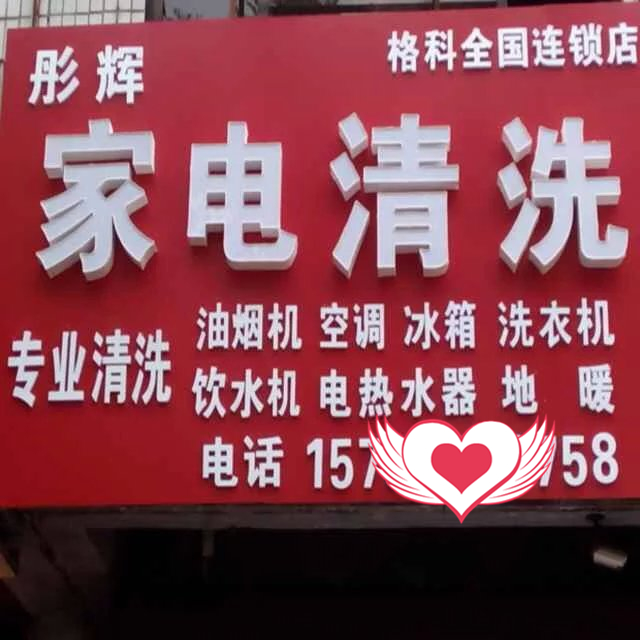 彤辉
格科全国连锁店
家电清洗
专业清洗
油烟机 空调 冰箱 洗衣机
饮水机 电热水器 地暖
电话 157 758